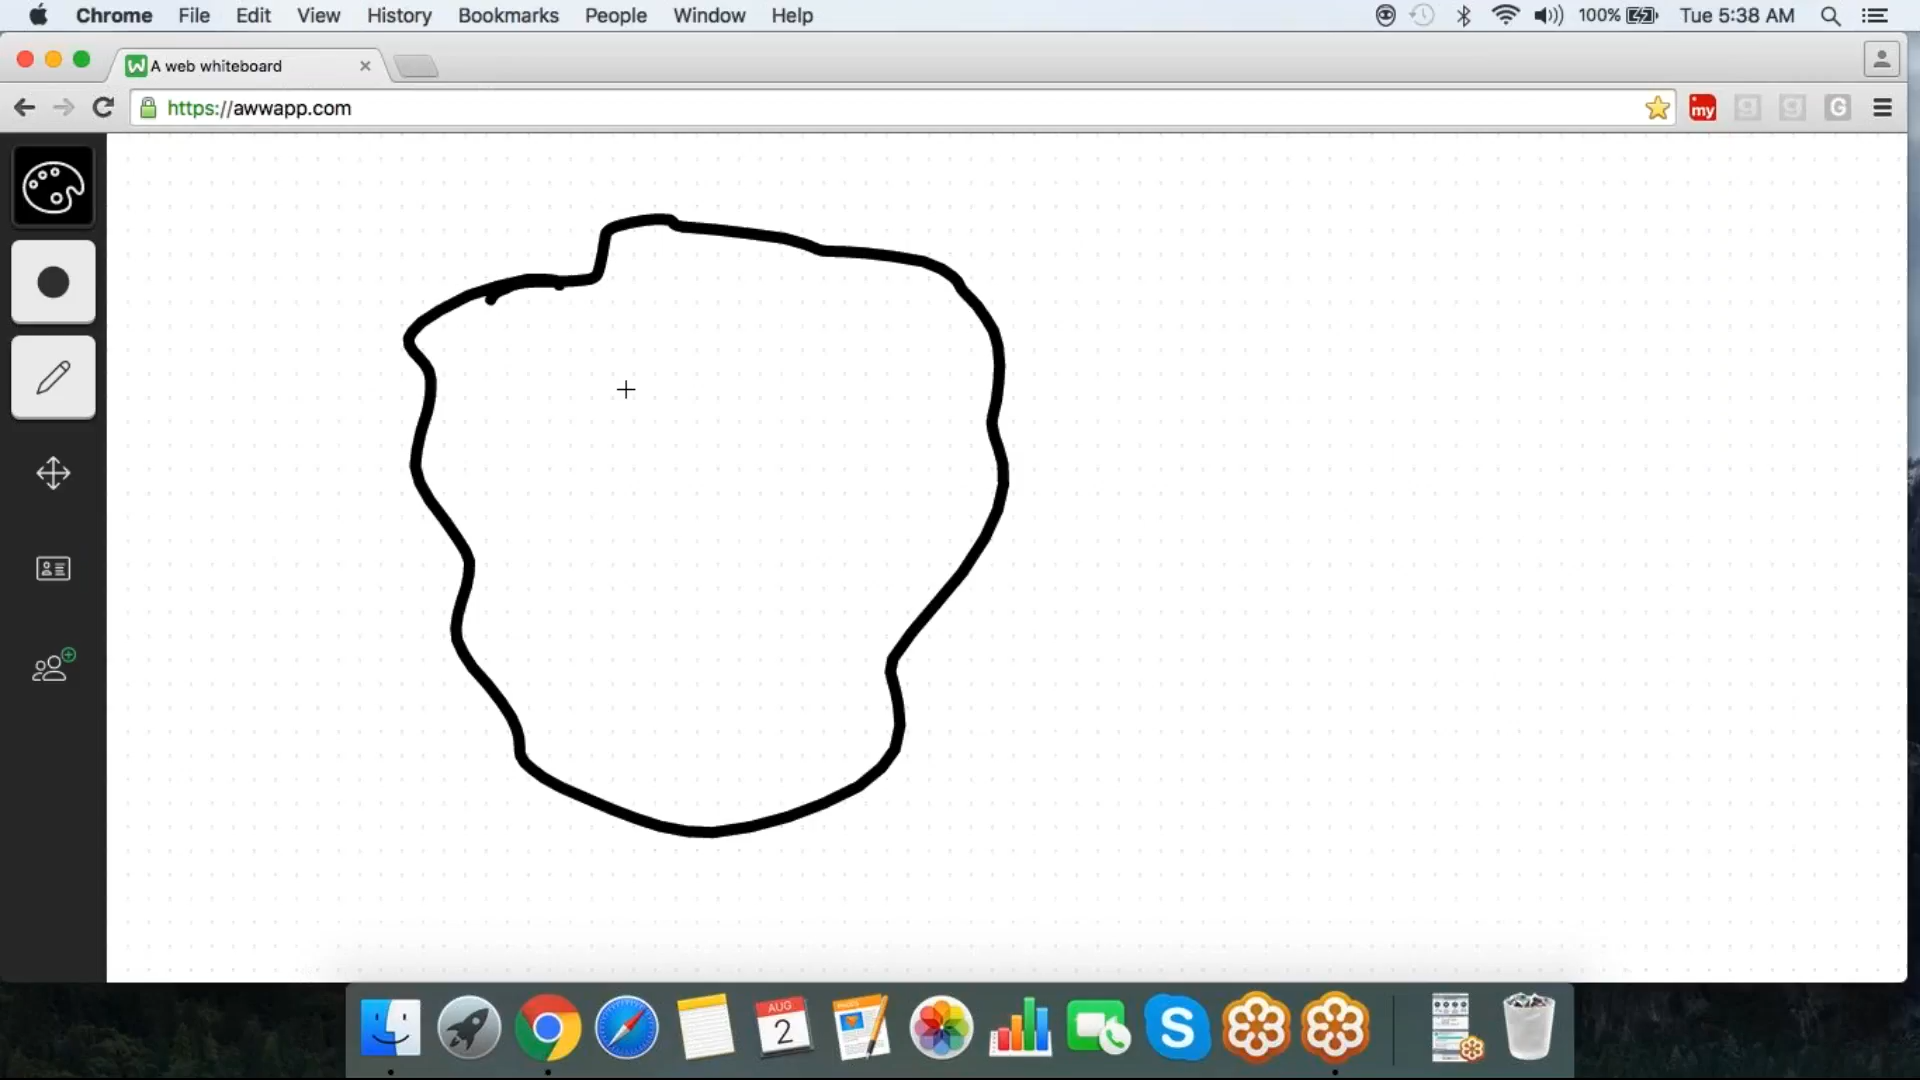 Chrome File Edit View History Bookmarks People Window Help 100% Tue 5:38 AM
A web whiteboard
https://awwapp.com
my g g G
AUG
2
PAGES
S